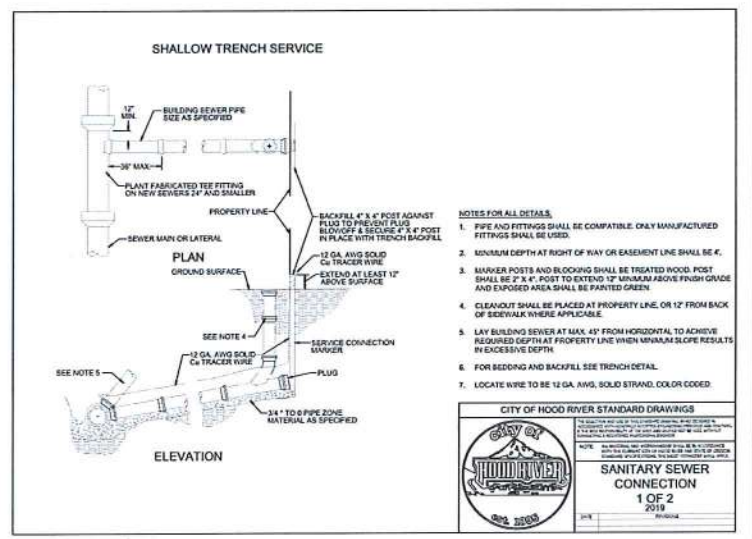 SHALLOW TRENCH SERVICE
12"
MIN.
BUILDING SEWER PIPE
SIZE AS SPECIFIED
36" MAX.
PLANT FABRICATED TEE FITTING
ON NEW SEWERS 24" AND SMALLER
PROPERTY LINE
SEWER MAIN OR LATERAL
PLAN
BACKFILL 4" X 4" POST AGAINST
PLUG TO PREVENT PLUG
BLOWOFF & SECURE 4" X 4" POST
IN PLACE WITH TRENCH BACKFILL
12 GA. AWG SOLID
Cu TRACER WIRE
GROUND SURFACE
EXTEND AT LEAST 12"
ABOVE SURFACE
SEE NOTE 4
SERVICE CONNECTION
MARKER
12 GA. AWG SOLID
Cu TRACER WIRE
SEE NOTE 5
PLUG
3/4" TO 0 PIPE ZONE
MATERIAL AS SPECIFIED
ELEVATION
NOTES FOR ALL DETAILS.
1. PIPE AND FITTINGS SHALL BE COMPATIBLE. ONLY MANUFACTURED
FITTINGS SHALL BE USED.
2. MINIMUM DEPTH AT RIGHT OF WAY OR EASEMENT LINE SHALL BE 4'.
3. MARKER POSTS AND BLOCKING SHALL BE TREATED WOOD. POST
SHALL BE 2" X 4". POST TO EXTEND 12" MINIMUM ABOVE FINISH GRADE
AND EXPOSED AREA SHALL BE PAINTED GREEN.
4. CLEANOUT SHALL BE PLACED AT PROPERTY LINE, OR 12" FROM BACK
OF SIDEWALK WHERE APPLICABLE.
5. LAY BUILDING SEWER AT MAX. 45° FROM HORIZONTAL TO ACHIEVE
REQUIRED DEPTH AT PROPERTY LINE WHEN MINIMUM SLOPE RESULTS
IN EXCESSIVE DEPTH.
6. FOR BEDDING AND BACKFILL SEE TRENCH DETAIL.
7. LOCATE WIRE TO BE 12 GA. AWG, SOLID STRAND, COLOR CODED.
CITY OF HOOD RIVER STANDARD DRAWINGS
city of
HOOD RIVER
est. 1895
NOTE:
SANITARY SEWER
CONNECTION
1 OF 2
2019
DATE
REVISIONS